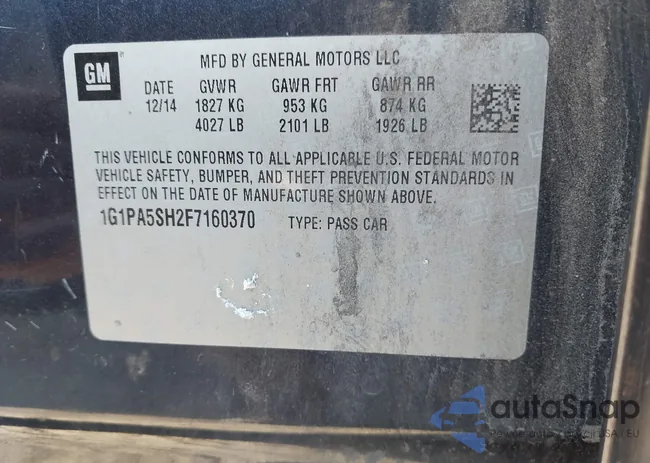 GM
MFD BY GENERAL MOTORS LLC
DATE GVWR GAWR FRT GAWR RR
12/14 1827 KG 953 KG 874 KG
4027 LB 2101 LB 1926 LB
THIS VEHICLE CONFORMS TO ALL APPLICABLE U.S. FEDERAL MOTOR
VEHICLE SAFETY, BUMPER, AND THEFT PREVENTION STANDARDS IN
EFFECT ON THE DATE OF MANUFACTURE SHOWN ABOVE.
1G1PA5SH2F7160370 TYPE: PASS CAR
autoSnap